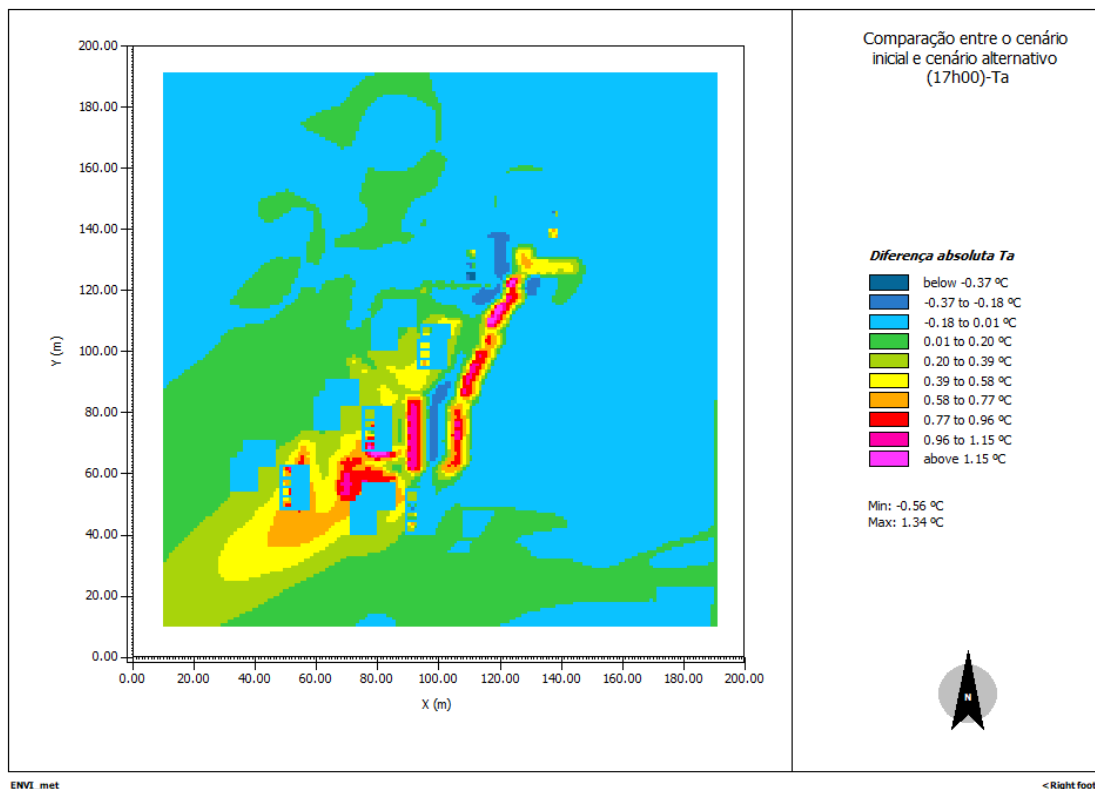 Comparação entre o cenário
inicial e cenário alternativo
(17h00)-Ta
200.00
180.00
160.00
140.00
120.00
100.00
80.00
60.00
40.00
20.00
0.00
Y (m)
0.00 20.00 40.00 60.00 80.00 100.00 120.00 140.00 160.00 180.00 200.00
X (m)
Diferença absoluta Ta
below -0.37 ºC
-0.37 to -0.18 ºC
-0.18 to 0.01 ºC
0.01 to 0.20 ºC
0.20 to 0.39 ºC
0.39 to 0.58 ºC
0.58 to 0.77 ºC
0.77 to 0.96 ºC
0.96 to 1.15 ºC
above 1.15 ºC
Min: -0.56 ºC
Max: 1.34 ºC
N
ENVI_met
<Right foot